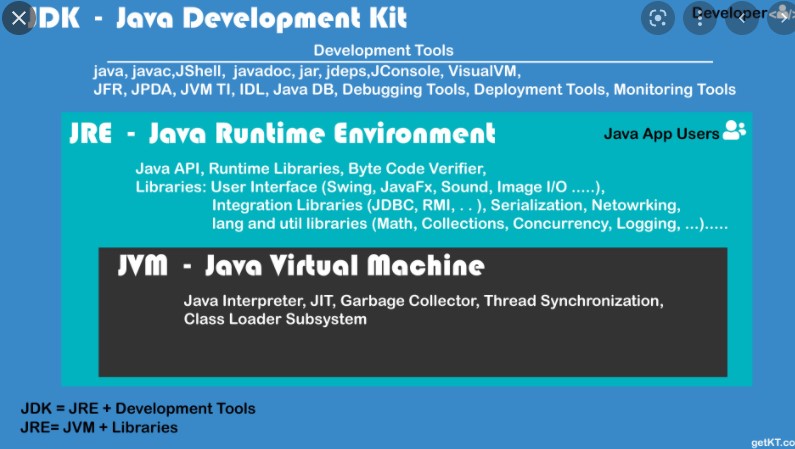 JDK - Java Development Kit
Developer
Development Tools
java, javac,JShell, javadoc, jar, jdeps,JConsole, VisualVM,
JFR, JPDA, JVM TI, IDL, Java DB, Debugging Tools, Deployment Tools, Monitoring Tools
JRE - Java Runtime Environment
Java App Users
Java API, Runtime Libraries, Byte Code Verifier,
Libraries: User Interface (Swing, JavaFx, Sound, Image I/O .....),
Integration Libraries (JDBC, RMI, . . ), Serialization, Netowrking,
lang and util libraries (Math, Collections, Concurrency, Logging, ...).....
JVM - Java Virtual Machine
Java Interpreter, JIT, Garbage Collector, Thread Synchronization,
Class Loader Subsystem
JDK = JRE + Development Tools
JRE= JVM + Libraries
getKT.co